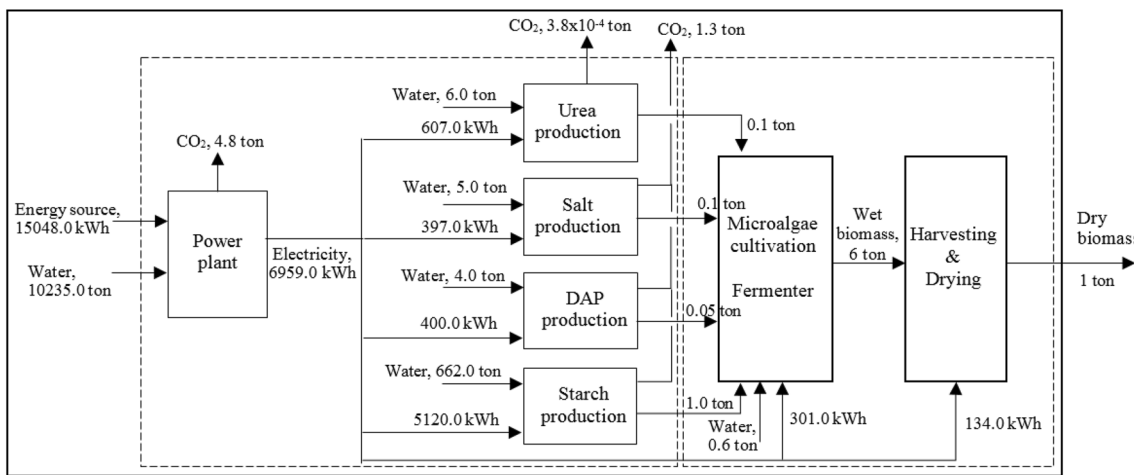 CO₂, 3.8x10⁻⁴ ton
CO₂, 1.3 ton
Water, 6.0 ton
Urea
production
607.0 kWh
0.1 ton
CO₂, 4.8 ton
Energy source,
15048.0 kWh
Water,
10235.0 ton
Power
plant
Electricity,
6959.0 kWh
Water, 5.0 ton
Salt
production
397.0 kWh
0.1 ton
Water, 4.0 ton
DAP
production
400.0 kWh
0.05 ton
Water, 662.0 ton
Starch
production
5120.0 kWh
1.0 ton
Microalgae
cultivation
Fermenter
Water,
0.6 ton
301.0 kWh
Wet
biomass,
6 ton
Harvesting
&
Drying
134.0 kWh
Dry
biomass
1 ton